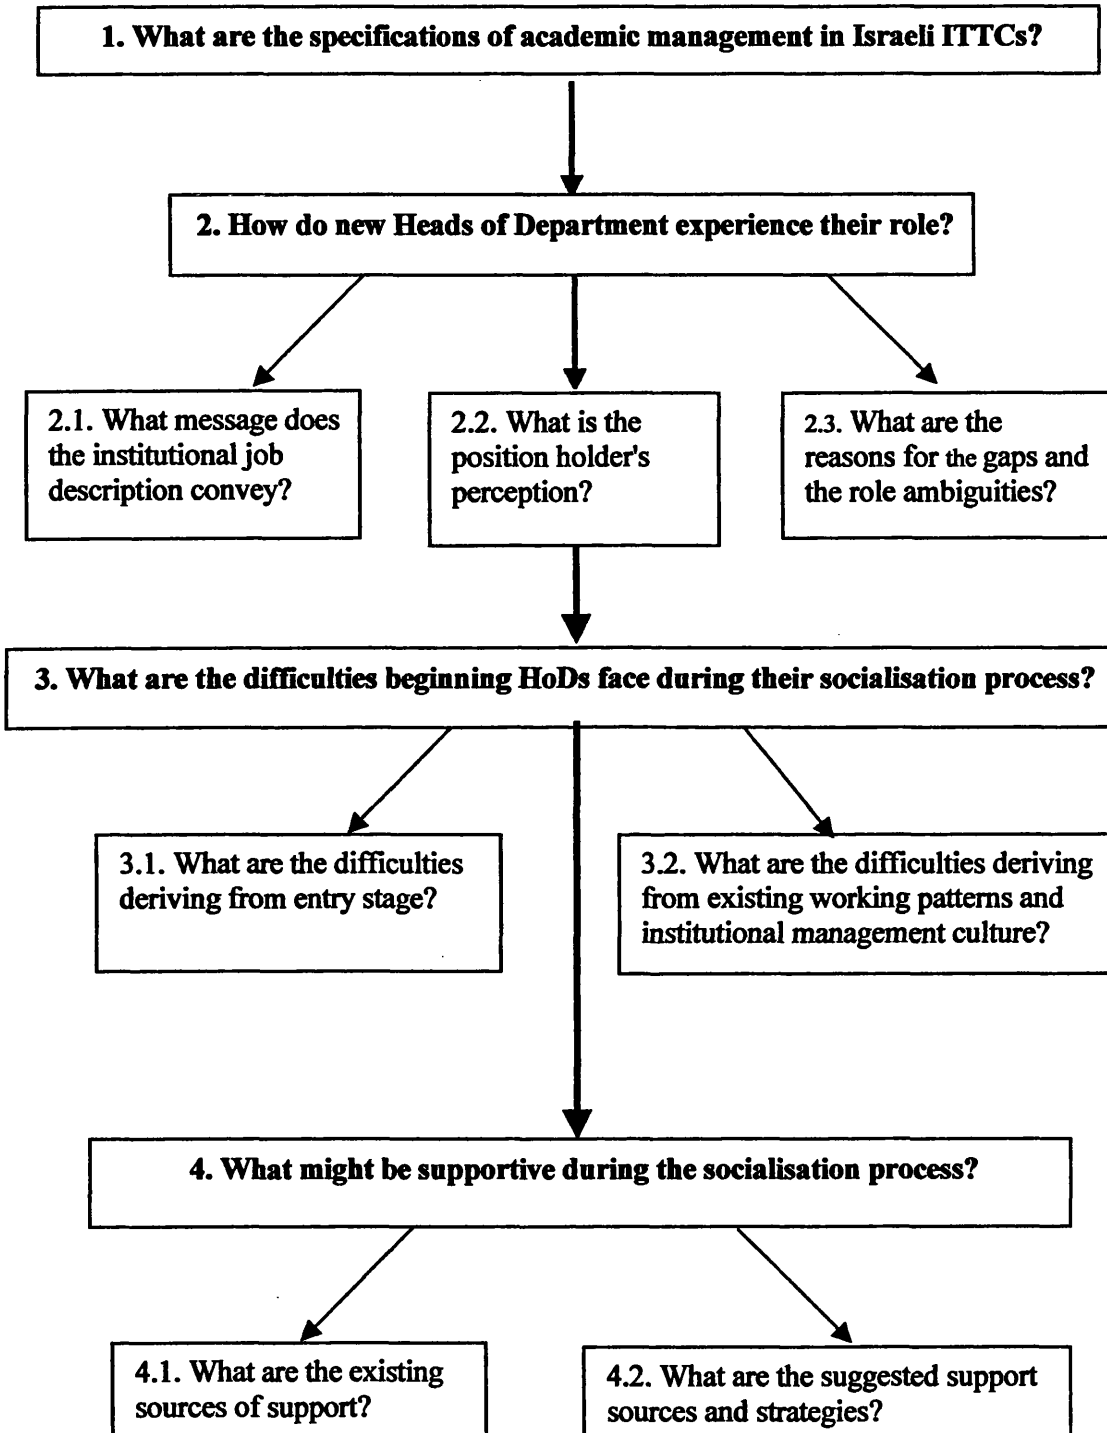 1. What are the specifications of academic management in Israeli ITTCs?
2. How do new Heads of Department experience their role?
2.1. What message does
the institutional job
description convey?
2.2. What is the
position holder's
perception?
2.3. What are the
reasons for the gaps and
the role ambiguities?
3. What are the difficulties beginning HoDs face during their socialisation process?
3.1. What are the difficulties
deriving from entry stage?
3.2. What are the difficulties deriving
from existing working patterns and
institutional management culture?
4. What might be supportive during the socialisation process?
4.1. What are the existing
sources of support?
4.2. What are the suggested support
sources and strategies?